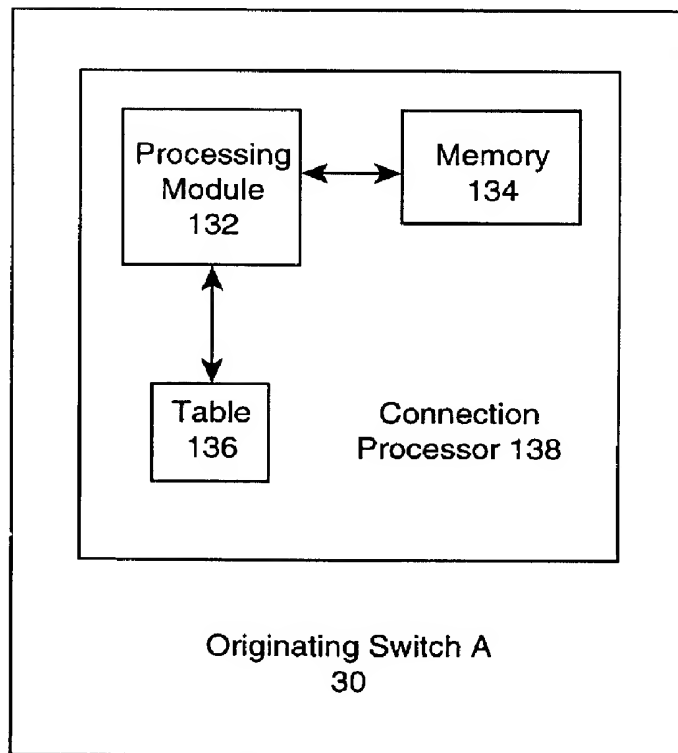 Processing
Module
132
Memory
134
Table
136
Connection
Processor 138
Originating Switch A
30